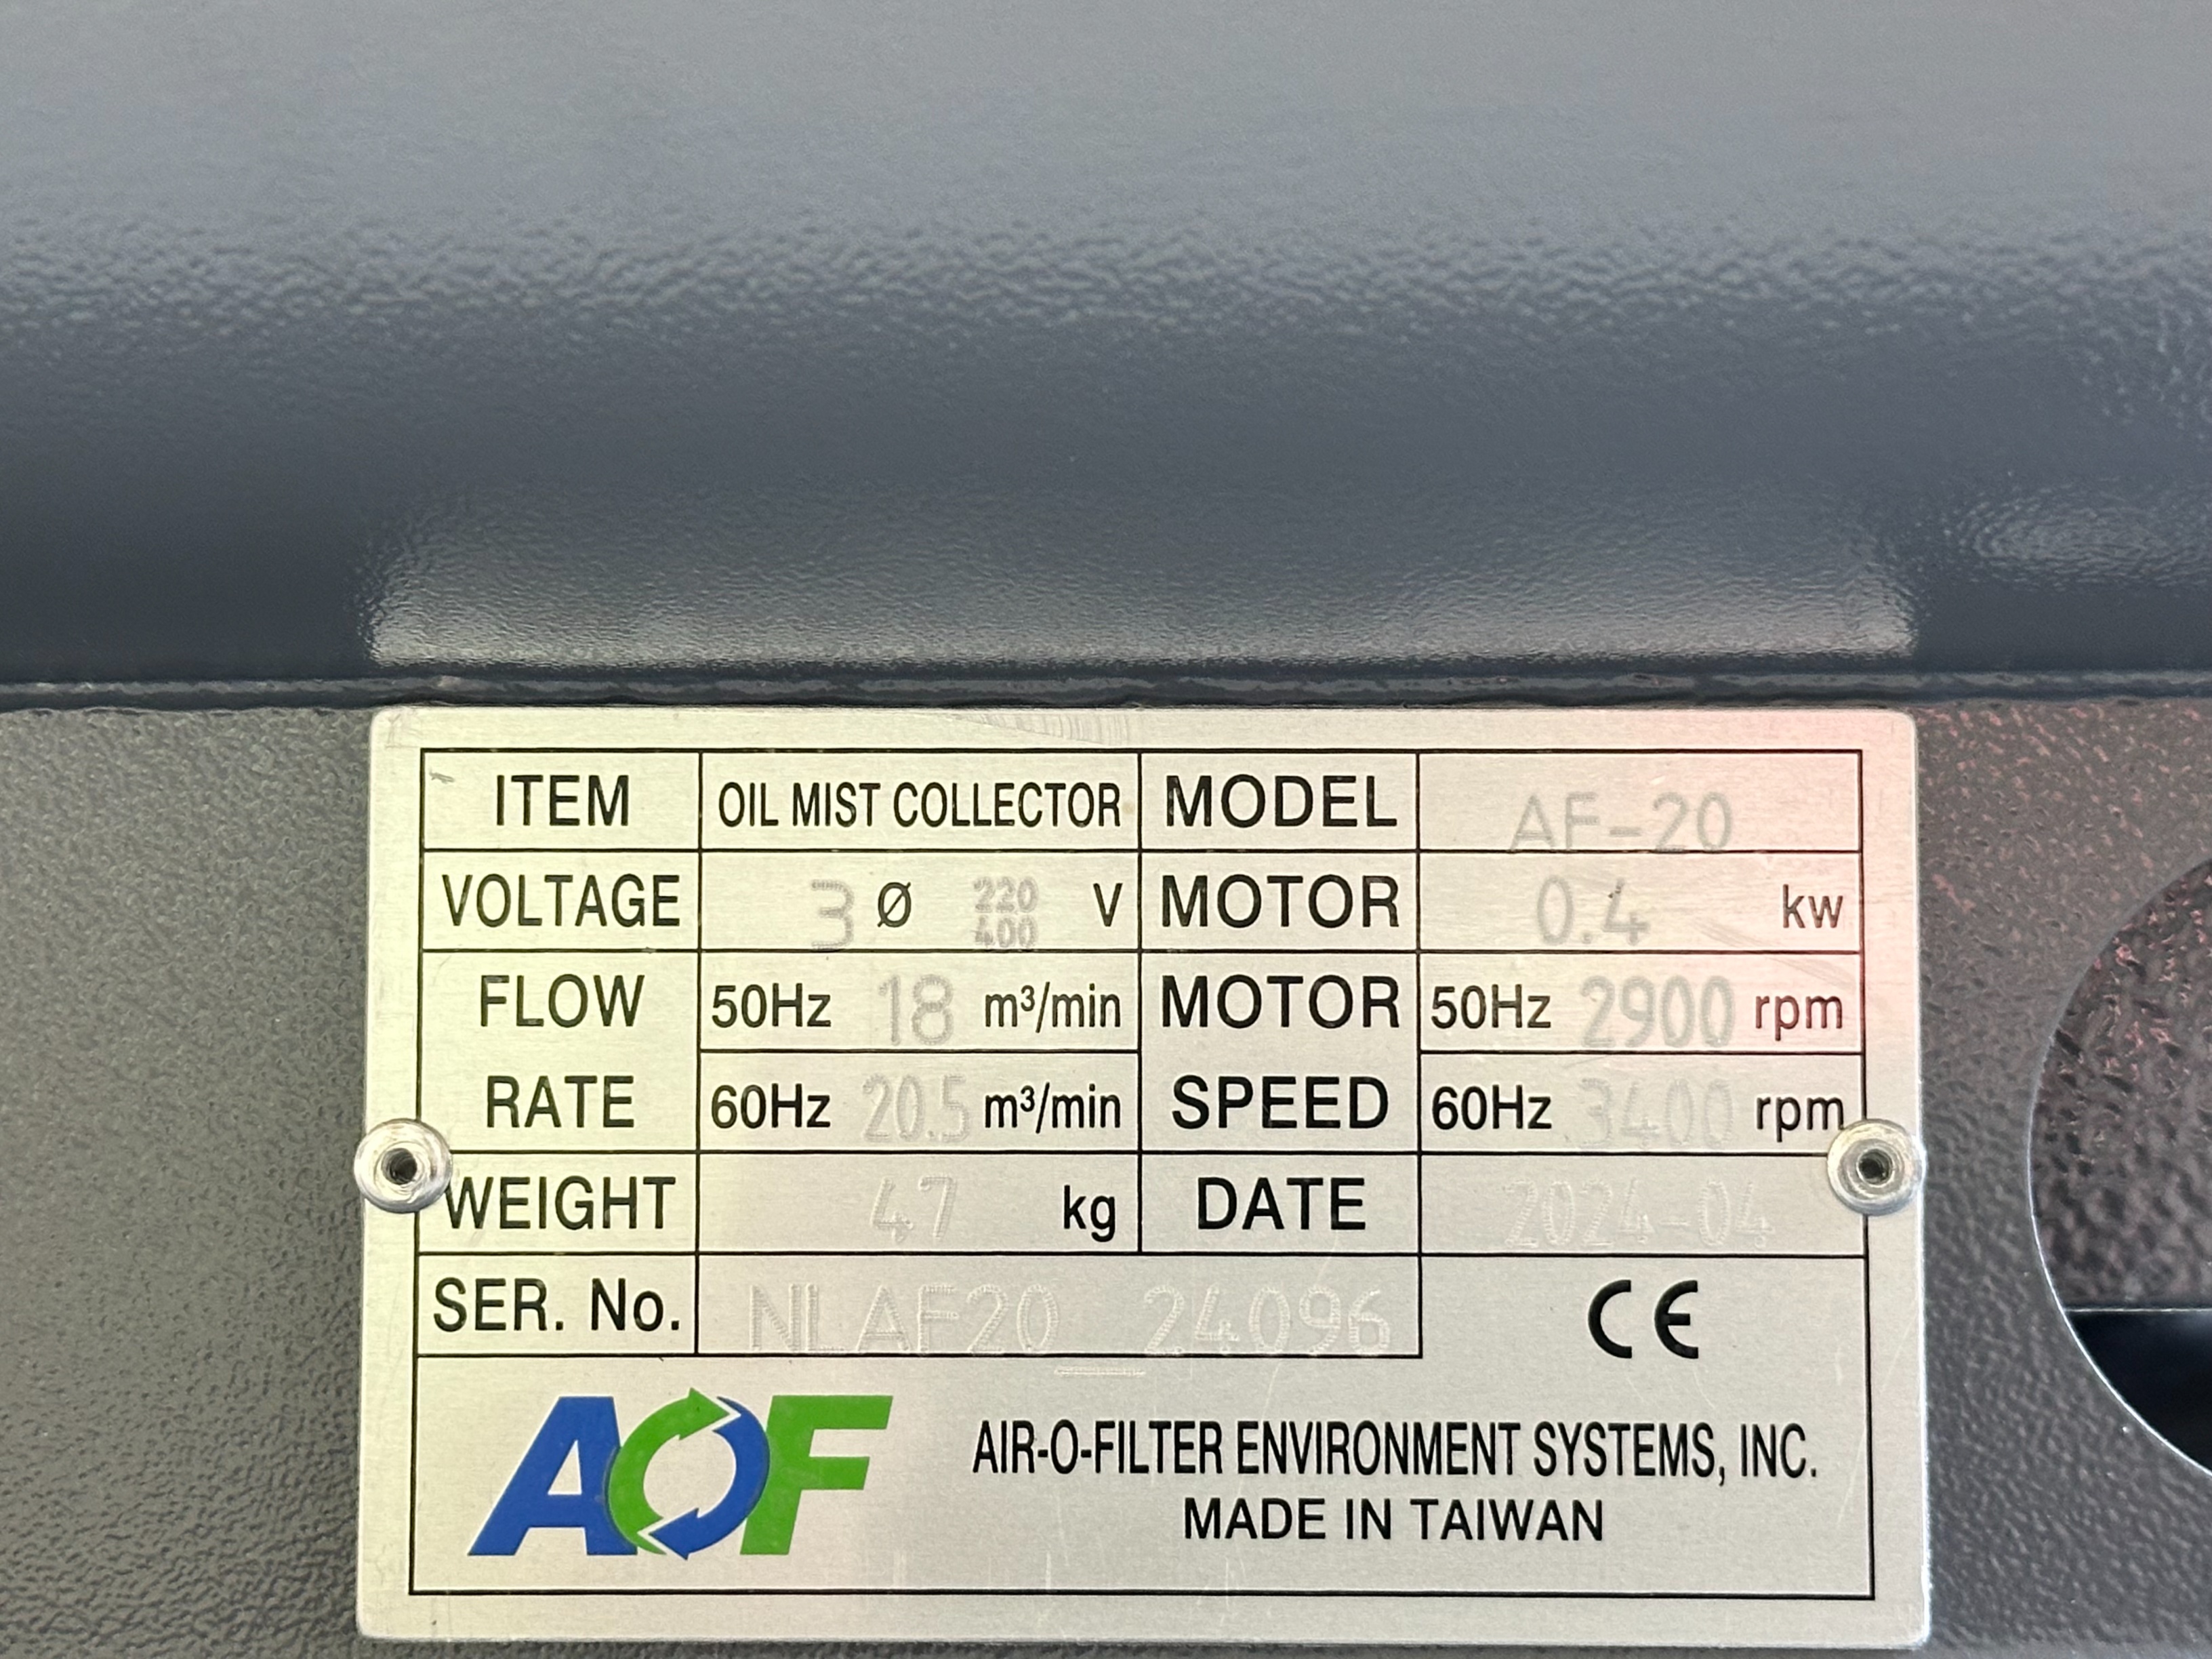 ITEM OIL MIST COLLECTOR MODEL AF-20
VOLTAGE 3 Ø 220 400 V MOTOR 0.4 kw
FLOW RATE 50Hz 18 m³/min MOTOR SPEED 50Hz 2900 rpm
60Hz 20.5 m³/min 60Hz 3400 rpm
WEIGHT 47 kg DATE 2024-04
SER. No. NLAF20 24096 CE
AOF AIR-O-FILTER ENVIRONMENT SYSTEMS, INC.
MADE IN TAIWAN